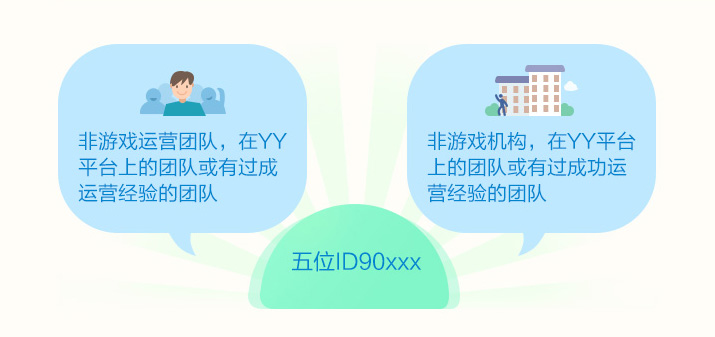 非游戏运营团队，在YY
平台上的团队或有过成
运营经验的团队
非游戏机构，在YY平台
上的团队或有过成功运
营经验的团队
五位ID90xxx